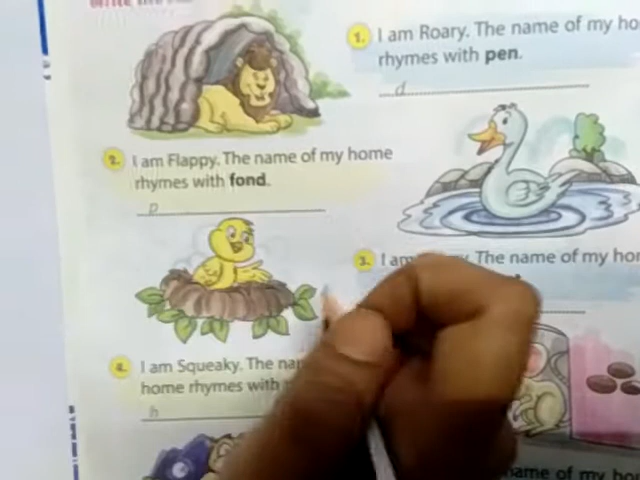 1. I am Roary. The name of my ho
rhymes with pen.
d
2. I am Flappy. The name of my home
rhymes with fond.
p
3. I am The name of my hor
4. I am Squeaky. The na
home rhymes with
h
name of my ho